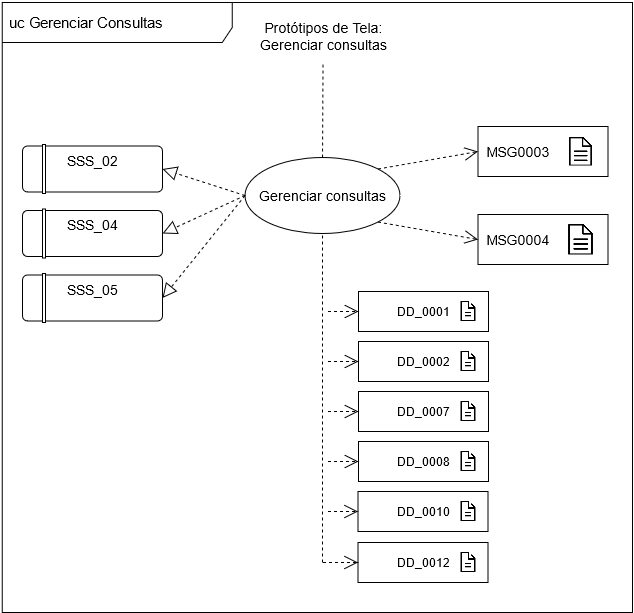 uc Gerenciar Consultas
Protótipos de Tela:
Gerenciar consultas
SSS_02
SSS_04
SSS_05
Gerenciar consultas
MSG0003
MSG0004
DD_0001
DD_0002
DD_0007
DD_0008
DD_0010
DD_0012